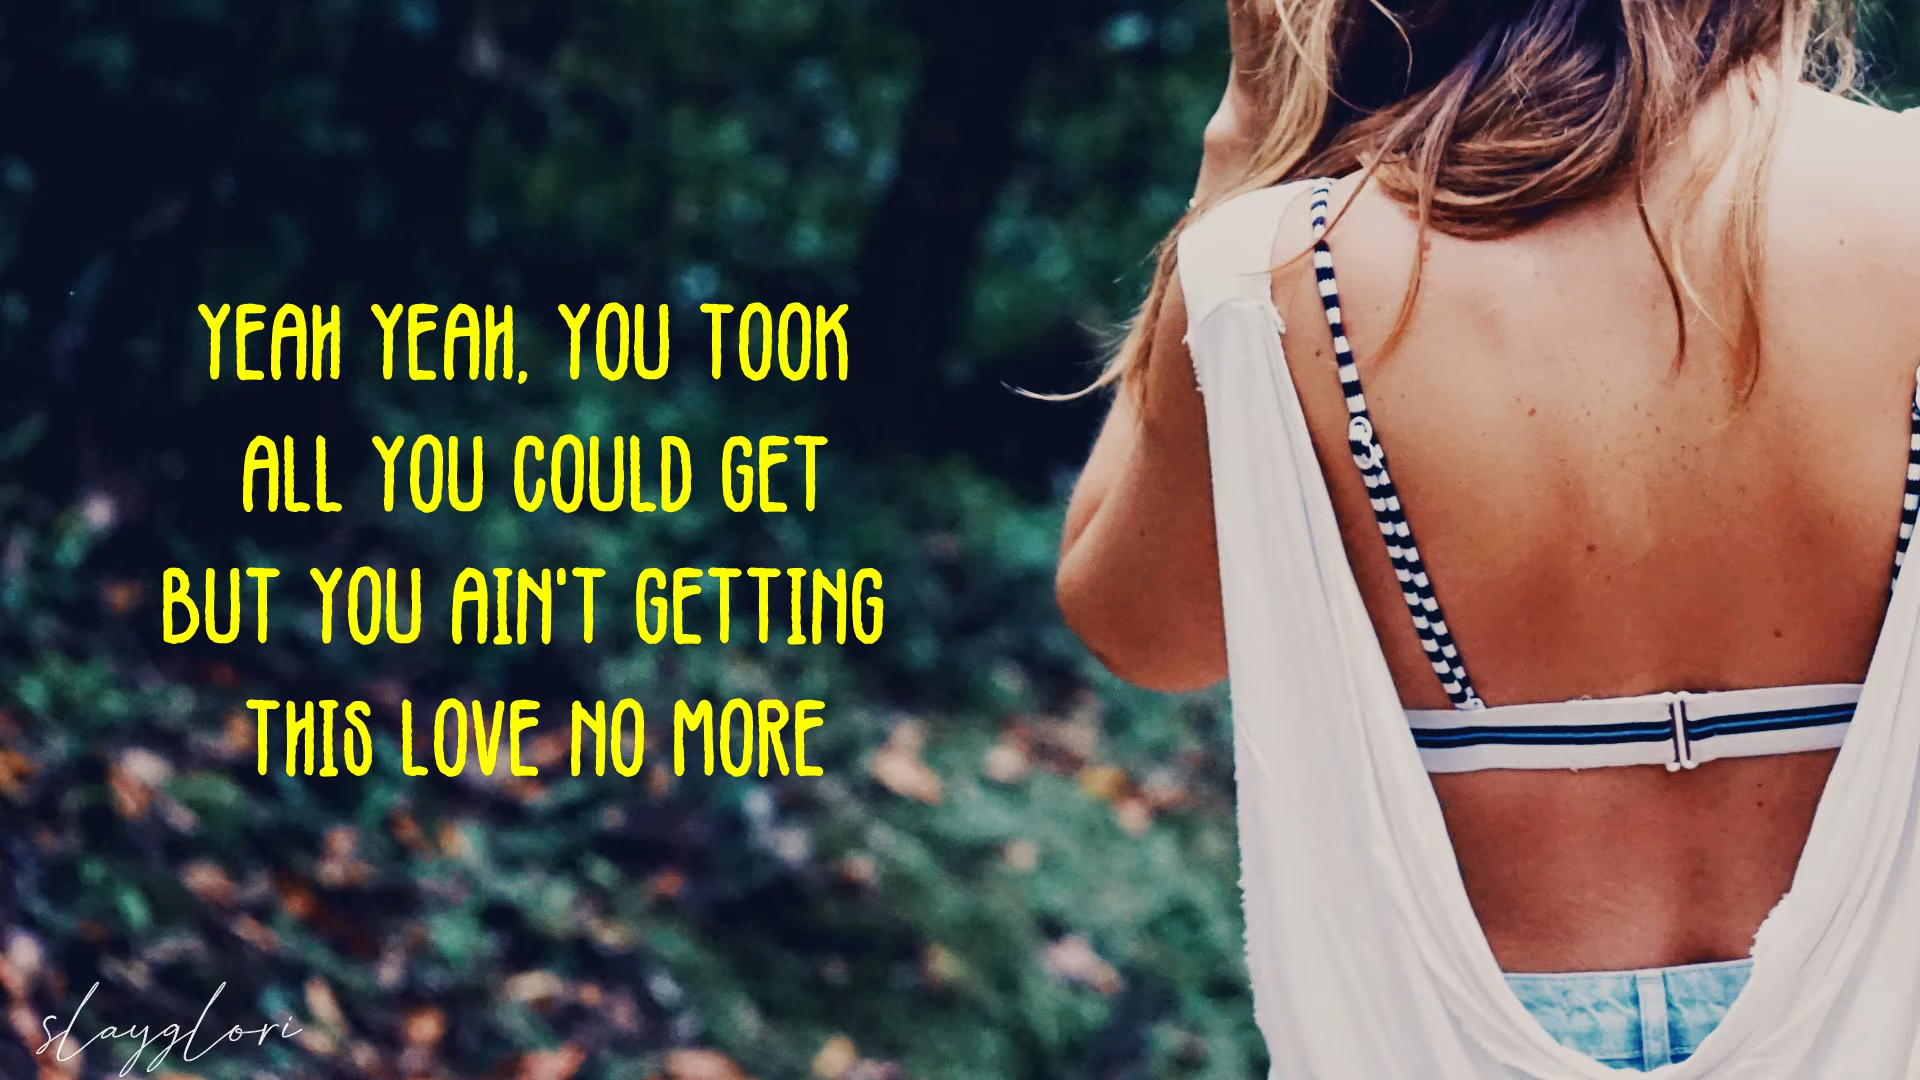 YEAH YEAH, YOU TOOK
ALL YOU COULD GET
BUT YOU AIN'T GETTING
THIS LOVE NO MORE
slayglori